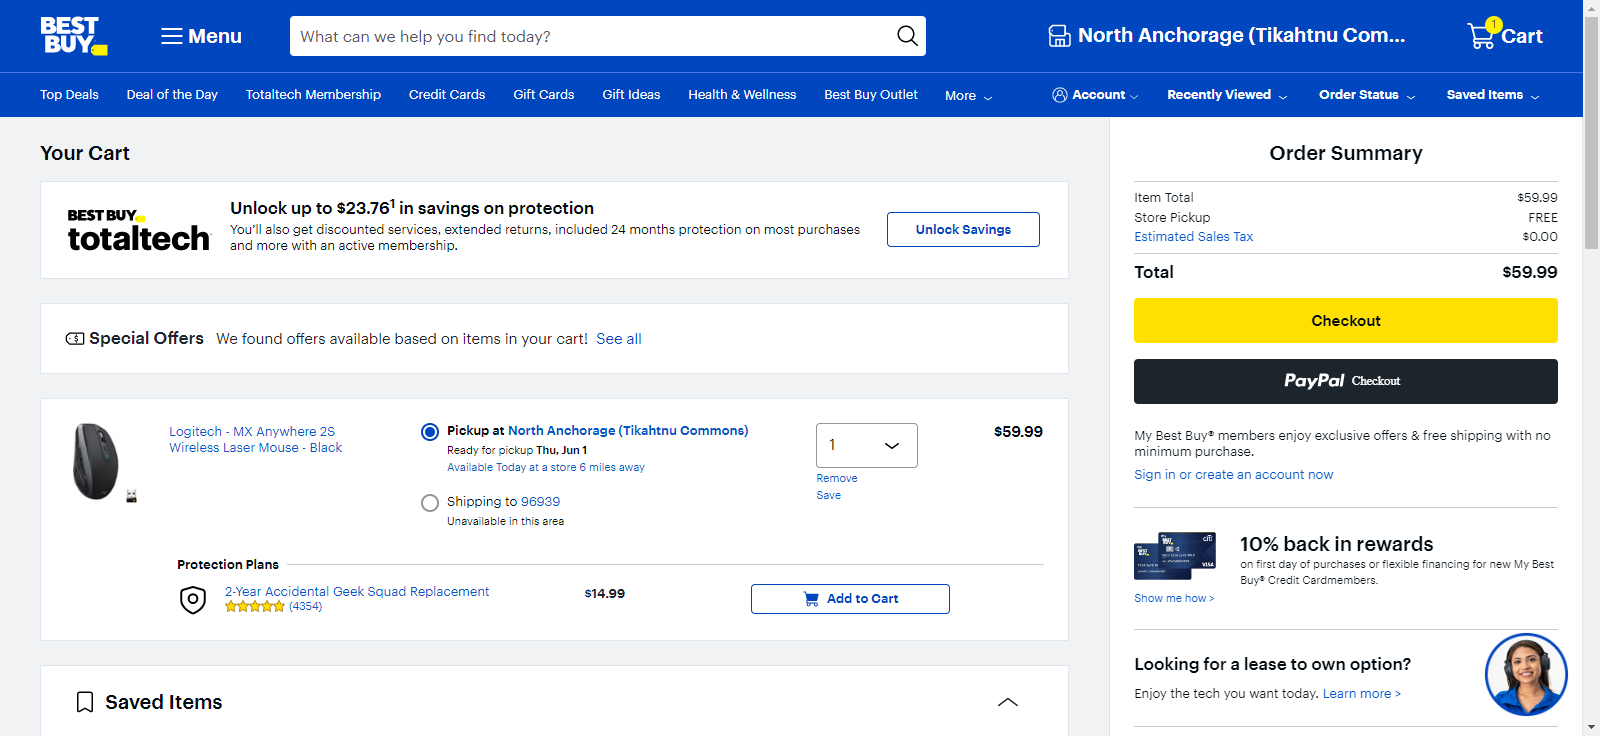 BEST BUY
Menu
What can we help you find today?
North Anchorage (Tikahtnu Com...
1
Cart
Top Deals
Deal of the Day
Totaltech Membership
Credit Cards
Gift Cards
Gift Ideas
Health & Wellness
Best Buy Outlet
More
Account
Recently Viewed
Order Status
Saved Items
Your Cart
BEST BUY
totaltech
Unlock up to $23.76¹ in savings on protection
You'll also get discounted services, extended returns, included 24 months protection on most purchases
and more with an active membership.
Unlock Savings
Special Offers We found offers available based on items in your cart! See all
Logitech - MX Anywhere 2S
Wireless Laser Mouse - Black
Pickup at North Anchorage (Tikahtnu Commons)
Ready for pickup Thu, Jun 1
Available Today at a store 6 miles away
Shipping to 96939
Unavailable in this area
1
Remove
Save
$59.99
Protection Plans
2-Year Accidental Geek Squad Replacement
(4354)
$14.99
Add to Cart
Saved Items
Order Summary
Item Total $59.99
Store Pickup FREE
Estimated Sales Tax $0.00
Total $59.99
Checkout
PayPal Checkout
My Best Buy® members enjoy exclusive offers & free shipping with no
minimum purchase.
Sign in or create an account now
BEST BUY
citi
VISA
10% back in rewards
on first day of purchases or flexible financing for new My Best
Buy® Credit Cardmembers.
Show me how >
Looking for a lease to own option?
Enjoy the tech you want today. Learn more >